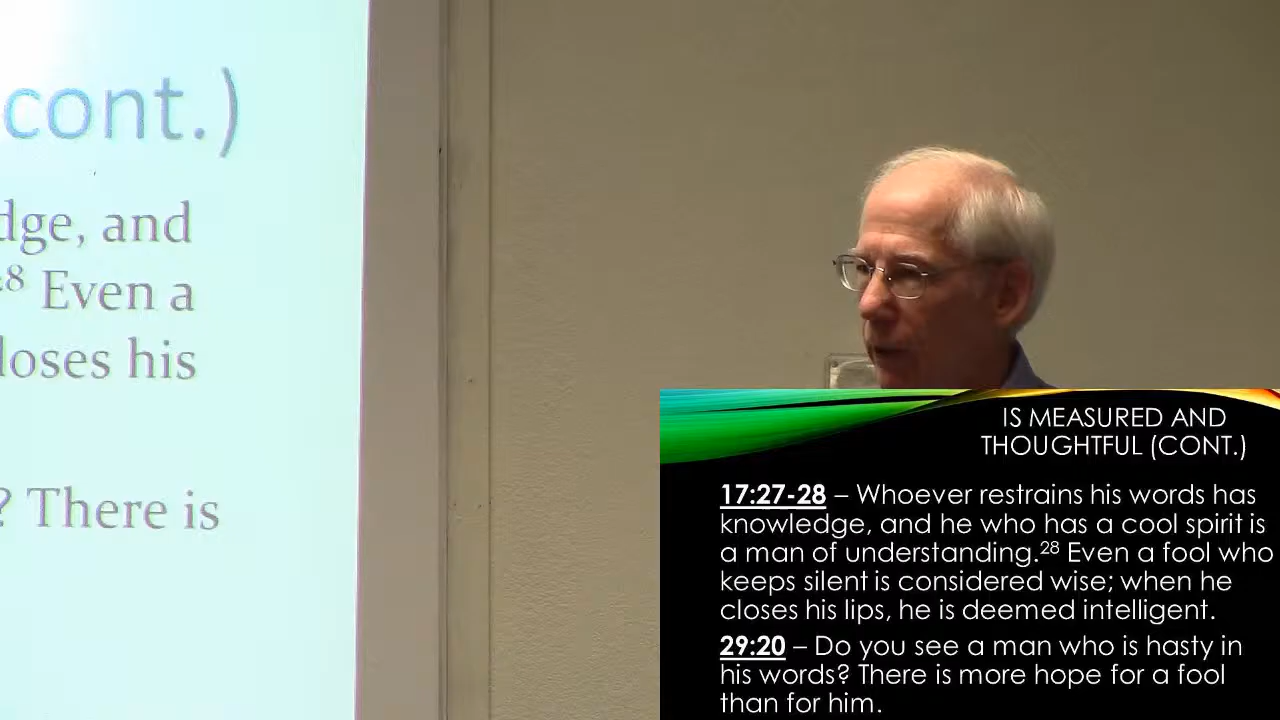 cont.)
dge, and
28 Even a
loses his
? There is
IS MEASURED AND
THOUGHTFUL (CONT.)
17:27-28 – Whoever restrains his words has
knowledge, and he who has a cool spirit is
a man of understanding.28 Even a fool who
keeps silent is considered wise; when he
closes his lips, he is deemed intelligent.
29:20 – Do you see a man who is hasty in
his words? There is more hope for a fool
than for him.